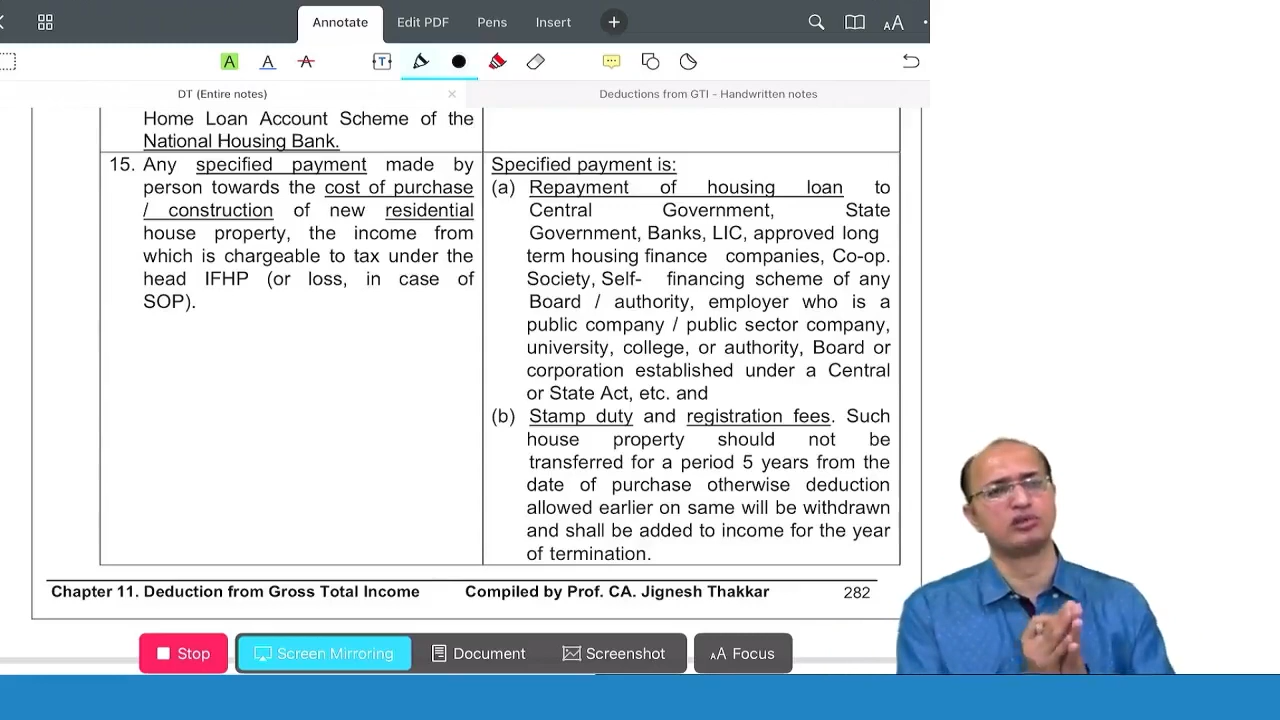 Annotate
Edit PDF
Pens
Insert
AA
A A A T
DT (Entire notes)
Deductions from GTI - Handwritten notes
Home Loan Account Scheme of the
National Housing Bank.
15. Any specified payment made by
person towards the cost of purchase
/ construction of new residential
house property, the income from
which is chargeable to tax under the
head IFHP (or loss, in case of
SOP).
Specified payment is:
(a) Repayment of housing loan to
Central Government, State
Government, Banks, LIC, approved long
term housing finance companies, Co-op.
Society, Self- financing scheme of any
Board / authority, employer who is a
public company / public sector company,
university, college, or authority, Board or
corporation established under a Central
or State Act, etc. and
(b) Stamp duty and registration fees. Such
house property should not be
transferred for a period 5 years from the
date of purchase otherwise deduction
allowed earlier on same will be withdrawn
and shall be added to income for the year
of termination.
Chapter 11. Deduction from Gross Total Income
Compiled by Prof. CA. Jignesh Thakkar
282
Stop
Screen Mirroring
Document
Screenshot
AA Focus